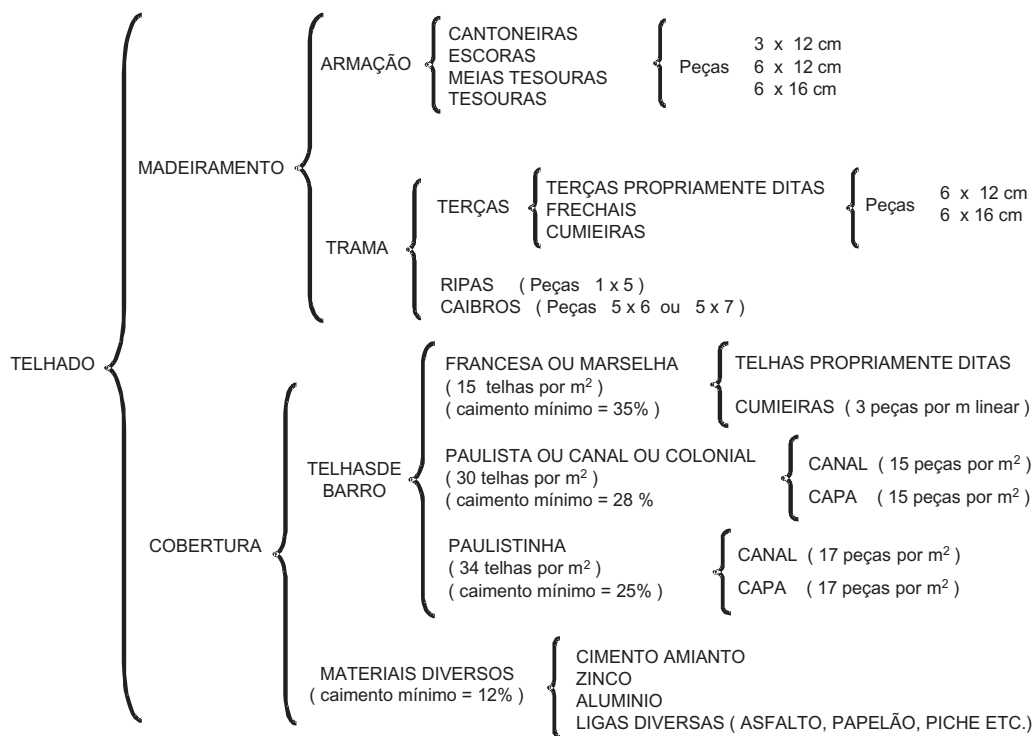 TELHADO
MADEIRAMENTO
ARMAÇÃO
CANTONEIRAS
ESCORAS
MEIAS TESOURAS
TESOURAS
Peças
3 x 12 cm
6 x 12 cm
6 x 16 cm
TRAMA
TERÇAS
TERÇAS PROPRIAMENTE DITAS
FRECHAIS
CUMIEIRAS
Peças
6 x 12 cm
6 x 16 cm
RIPAS ( Peças 1 x 5 )
CAIBROS ( Peças 5 x 6 ou 5 x 7 )
COBERTURA
TELHASDE
BARRO
FRANCESA OU MARSELHA
( 15 telhas por m² )
( caimento mínimo = 35% )
TELHAS PROPRIAMENTE DITAS
CUMIEIRAS ( 3 peças por m linear )
PAULISTA OU CANAL OU COLONIAL
( 30 telhas por m² )
( caimento mínimo = 28 %
CANAL ( 15 peças por m² )
CAPA ( 15 peças por m² )
PAULISTINHA
( 34 telhas por m² )
( caimento mínimo = 25% )
CANAL ( 17 peças por m² )
CAPA ( 17 peças por m² )
MATERIAIS DIVERSOS
( caimento mínimo = 12% )
CIMENTO AMIANTO
ZINCO
ALUMINIO
LIGAS DIVERSAS ( ASFALTO, PAPELÃO, PICHE ETC.)